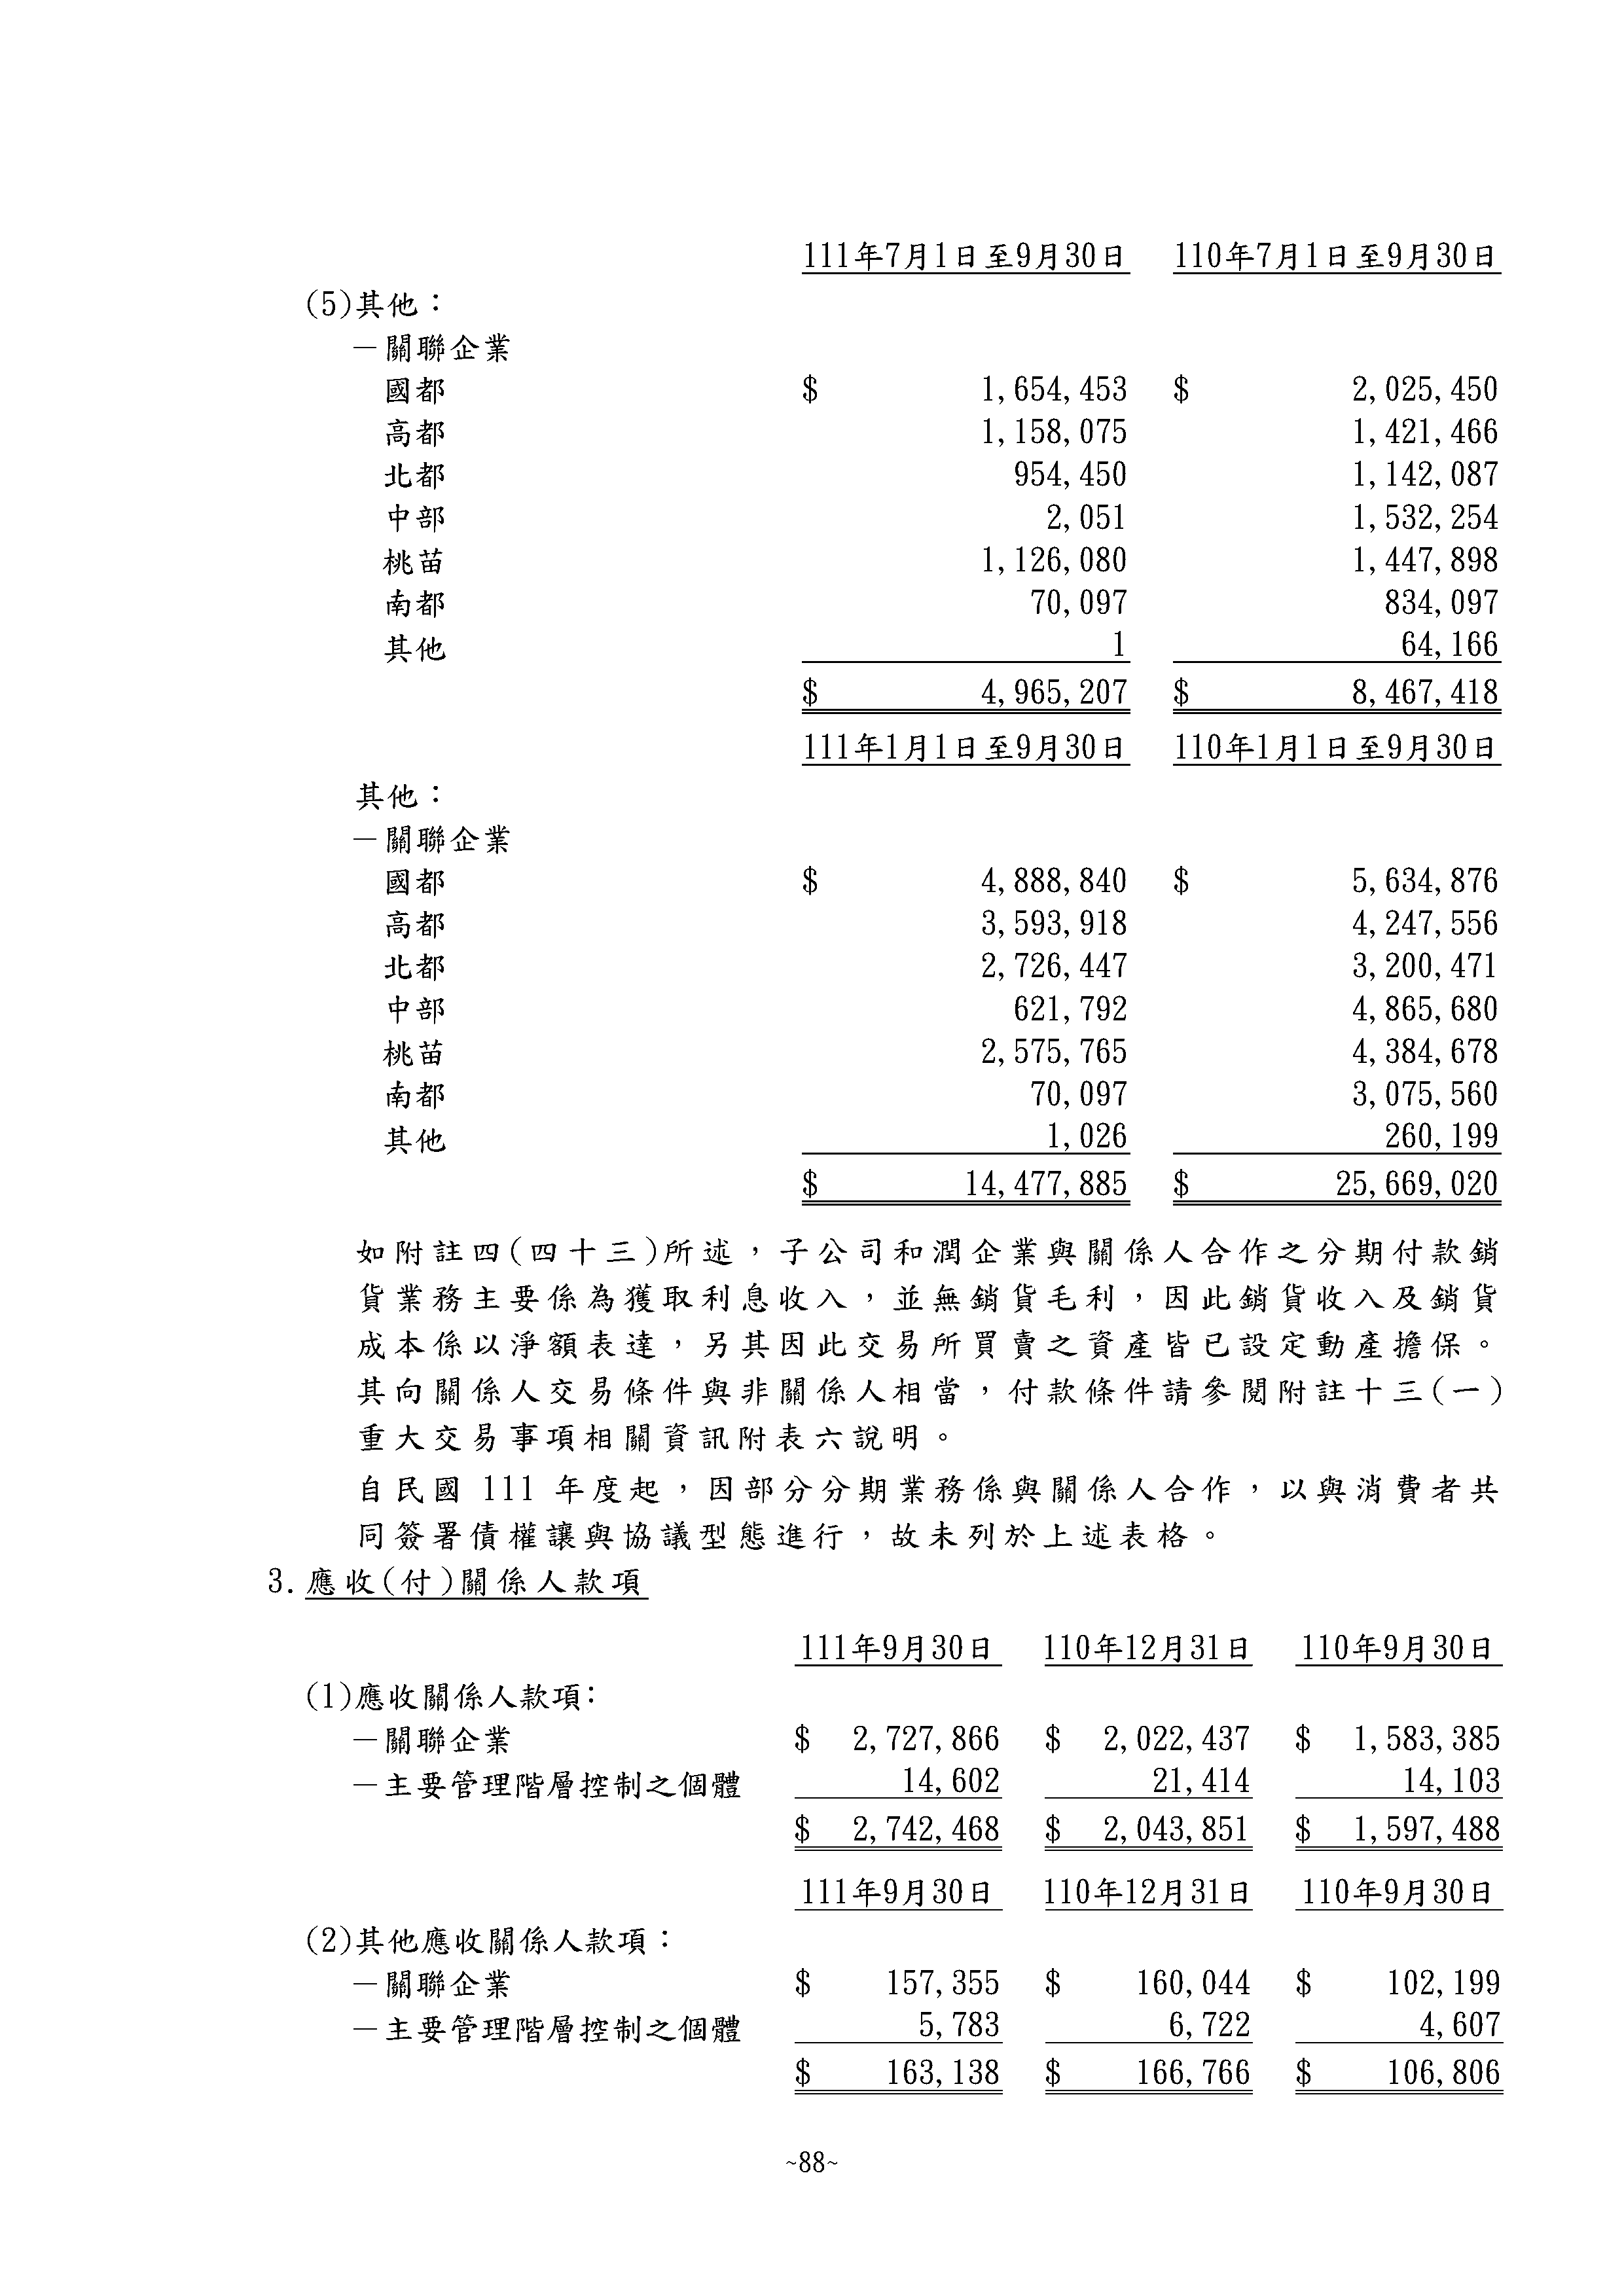 111年7月1日至9月30日 110年7月1日至9月30日
(5)其他：
－關聯企業
國都 $ 1,654,453 $ 2,025,450
高都 1,158,075 1,421,466
北都 954,450 1,142,087
中部 2,051 1,532,254
桃苗 1,126,080 1,447,898
南都 70,097 834,097
其他 1 64,166
$ 4,965,207 $ 8,467,418
111年1月1日至9月30日 110年1月1日至9月30日
其他：
－關聯企業
國都 $ 4,888,840 $ 5,634,876
高都 3,593,918 4,247,556
北都 2,726,447 3,200,471
中部 621,792 4,865,680
桃苗 2,575,765 4,384,678
南都 70,097 3,075,560
其他 1,026 260,199
$ 14,477,885 $ 25,669,020
如附註四(四十三)所述，子公司和潤企業與關係人合作之分期付款銷
貨業務主要係為獲取利息收入，並無銷貨毛利，因此銷貨收入及銷貨
成本係以淨額表達，另其因此交易所買賣之資產皆已設定動產擔保。
其向關係人交易條件與非關係人相當，付款條件請參閱附註十三(一)
重大交易事項相關資訊附表六說明。
自民國 111 年度起，因部分分期業務係與關係人合作，以與消費者共
同簽署債權讓與協議型態進行，故未列於上述表格。
3.應收(付)關係人款項
111年9月30日 110年12月31日 110年9月30日
(1)應收關係人款項:
－關聯企業 $ 2,727,866 $ 2,022,437 $ 1,583,385
－主要管理階層控制之個體 14,602 21,414 14,103
$ 2,742,468 $ 2,043,851 $ 1,597,488
111年9月30日 110年12月31日 110年9月30日
(2)其他應收關係人款項：
－關聯企業 $ 157,355 $ 160,044 $ 102,199
－主要管理階層控制之個體 5,783 6,722 4,607
$ 163,138 $ 166,766 $ 106,806
~88~